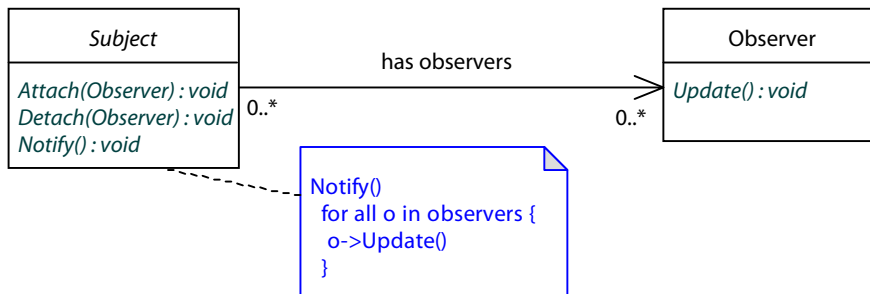 Subject
Attach(Observer) : void
Detach(Observer) : void
Notify() : void
has observers
0..*
0..*
Observer
Update() : void
Notify()
for all o in observers {
o->Update()
}